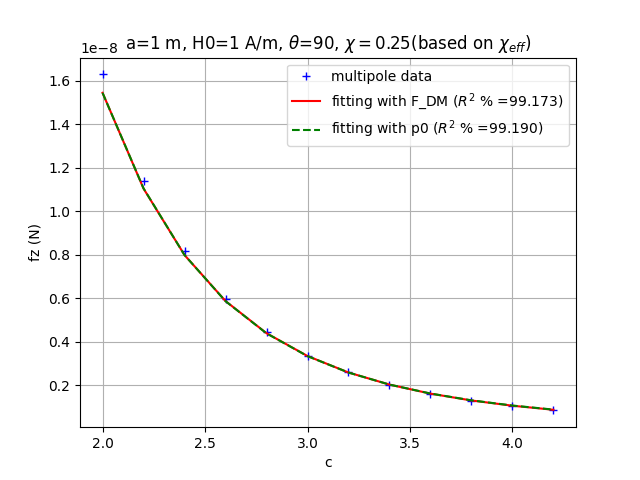 a=1 m, H0=1 A/m, θ=90, χ = 0.25(based on χ_eff)
1e−8
multipole data
fitting with F_DM (R² % =99.173)
fitting with p0 (R² % =99.190)
1.6
1.4
1.2
1.0
0.8
0.6
0.4
0.2
fz (N)
2.0 2.5 3.0 3.5 4.0
c